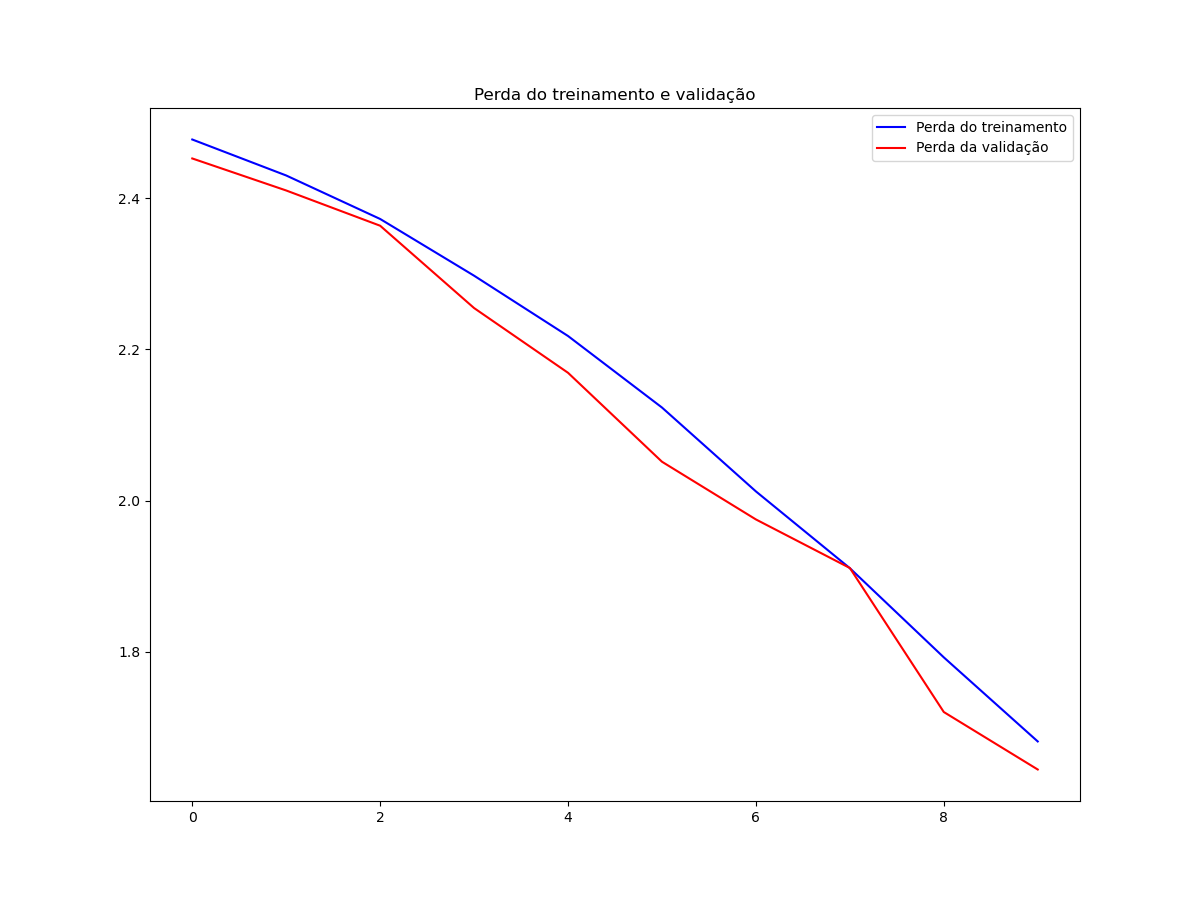 Perda do treinamento e validação
Perda do treinamento
Perda da validação
2.4
2.2
2.0
1.8
0 2 4 6 8